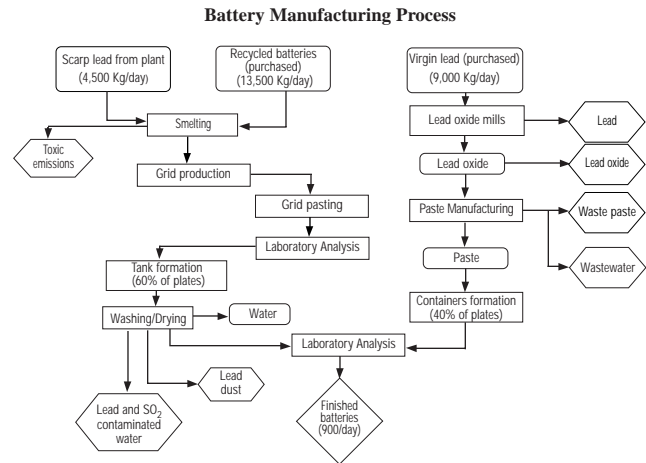 Battery Manufacturing Process
Scarp lead from plant
(4,500 Kg/day)
Recycled batteries
(purchased)
(13,500 Kg/day)
Virgin lead (purchased)
(9,000 Kg/day)
Smelting
Lead oxide mills
Lead
Toxic
emissions
Grid production
Lead oxide
Lead oxide
Grid pasting
Paste Manufacturing
Waste paste
Laboratory Analysis
Tank formation
(60% of plates)
Paste
Wastewater
Washing/Drying
Water
Containers formation
(40% of plates)
Laboratory Analysis
Lead
dust
Lead and SO2
contaminated
water
Finished
batteries
(900/day)